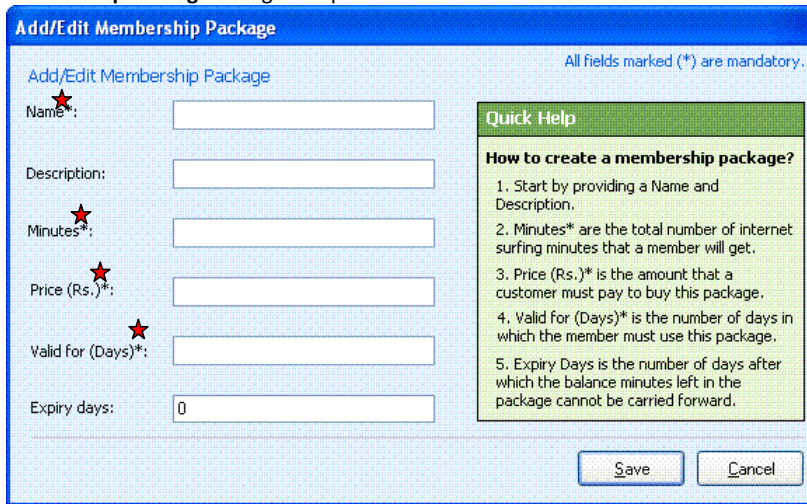 Add/Edit Membership Package
All fields marked (*) are mandatory.
Add/Edit Membership Package
Name*:
Description:
Minutes*:
Price (Rs.)*:
Valid for (Days)*:
Expiry days:
0
Quick Help
How to create a membership package?
1. Start by providing a Name and
Description.
2. Minutes* are the total number of internet
surfing minutes that a member will get.
3. Price (Rs.)* is the amount that a
customer must pay to buy this package.
4. Valid for (Days)* is the number of days in
which the member must use this package.
5. Expiry Days is the number of days after
which the balance minutes left in the
package cannot be carried forward.
Save
Cancel